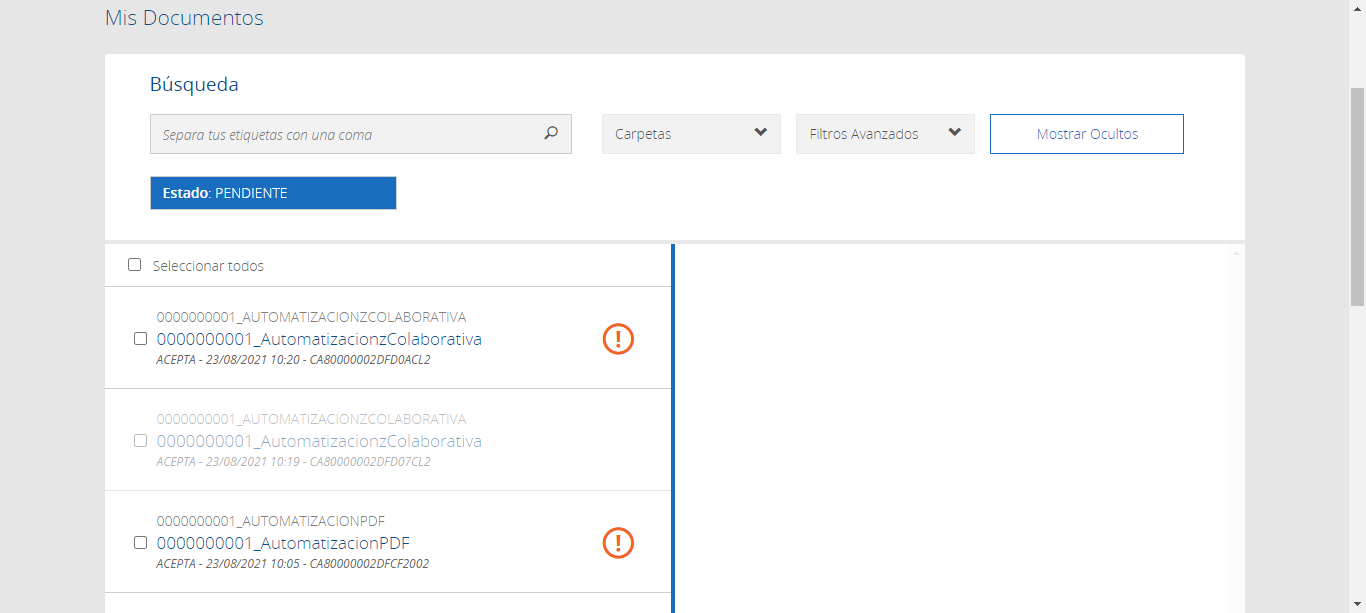 Mis Documentos
Búsqueda
Separa tus etiquetas con una coma
Carpetas
Filtros Avanzados
Mostrar Ocultos
Estado: PENDIENTE
Seleccionar todos
0000000001_AUTOMATIZACIONZCOLABORATIVA
0000000001_AutomatizacionzColaborativa
ACEPTA - 23/08/2021 10:20 - CA80000002DFD0ACL2
0000000001_AUTOMATIZACIONZCOLABORATIVA
0000000001_AutomatizacionzColaborativa
ACEPTA - 23/08/2021 10:19 - CA80000002DFD07CL2
0000000001_AUTOMATIZACIONPDF
0000000001_AutomatizacionPDF
ACEPTA - 23/08/2021 10:05 - CA80000002DFCF2002